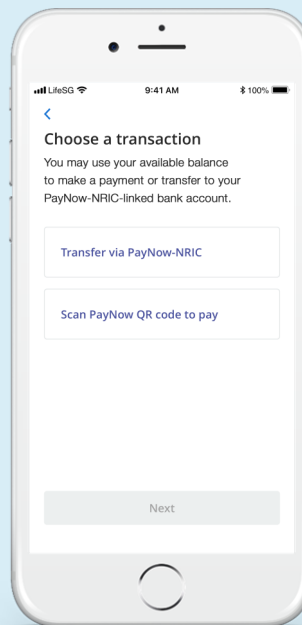 LifeSG 9:41 AM 100%
Choose a transaction
You may use your available balance
to make a payment or transfer to your
PayNow-NRIC-linked bank account.
Transfer via PayNow-NRIC
Scan PayNow QR code to pay
Next